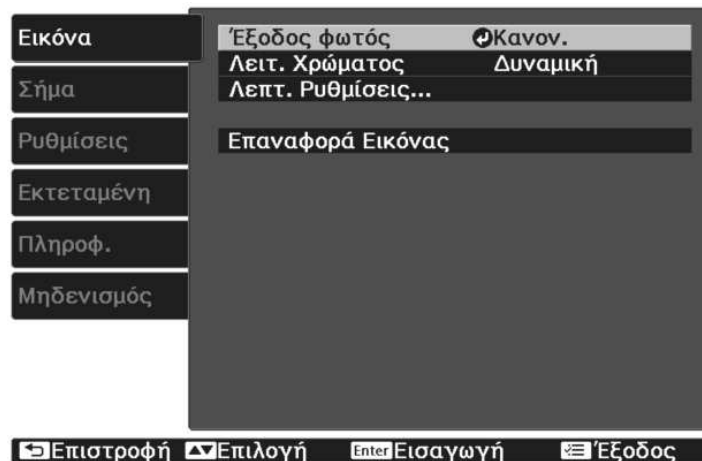 Εικόνα
Σήμα
Ρυθμίσεις
Εκτεταμένη
Πληροφ.
Μηδενισμός
Έξοδος φωτός Κανον.
Λειτ. Χρώματος Δυναμική
Λεπτ. Ρυθμίσεις...
Επαναφορά Εικόνας
Επιστροφή Επιλογή Enter Εισαγωγή Έξοδος